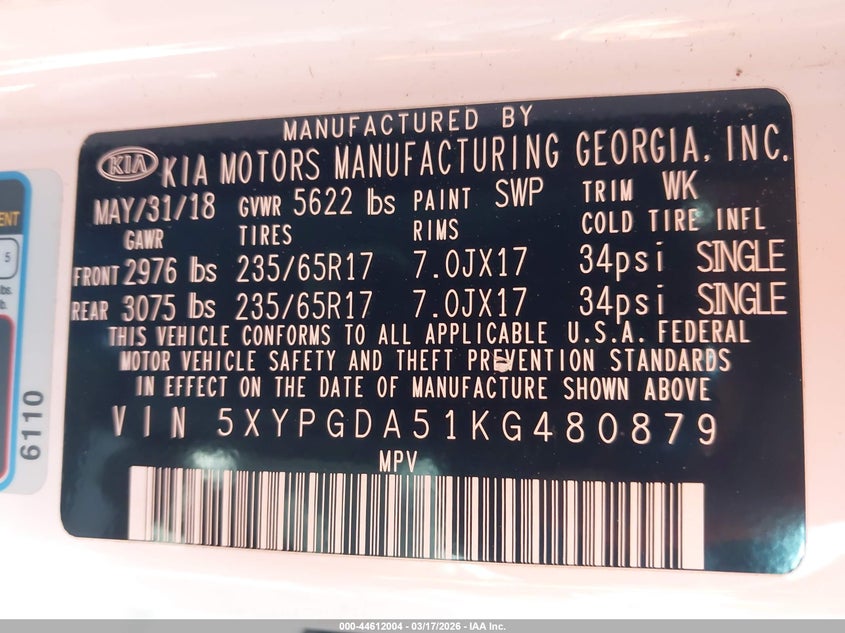 MANUFACTURED BY
KIA KIA MOTORS MANUFACTURING GEORGIA, INC.
MAY/31/18 GVWR 5622 lbs PAINT SWP TRIM WK
GAWR TIRES RIMS COLD TIRE INFL
FRONT 2976 lbs 235/65R17 7.0JX17 34psi SINGLE
REAR 3075 lbs 235/65R17 7.0JX17 34psi SINGLE
THIS VEHICLE CONFORMS TO ALL APPLICABLE U.S.A. FEDERAL
MOTOR VEHICLE SAFETY AND THEFT PREVENTION STANDARDS
IN EFFECT ON THE DATE OF MANUFACTURE SHOWN ABOVE
VIN 5XYPGDA51KG480879
MPV
5
6110
000-44612004 - 03/17/2026 - IAA Inc.